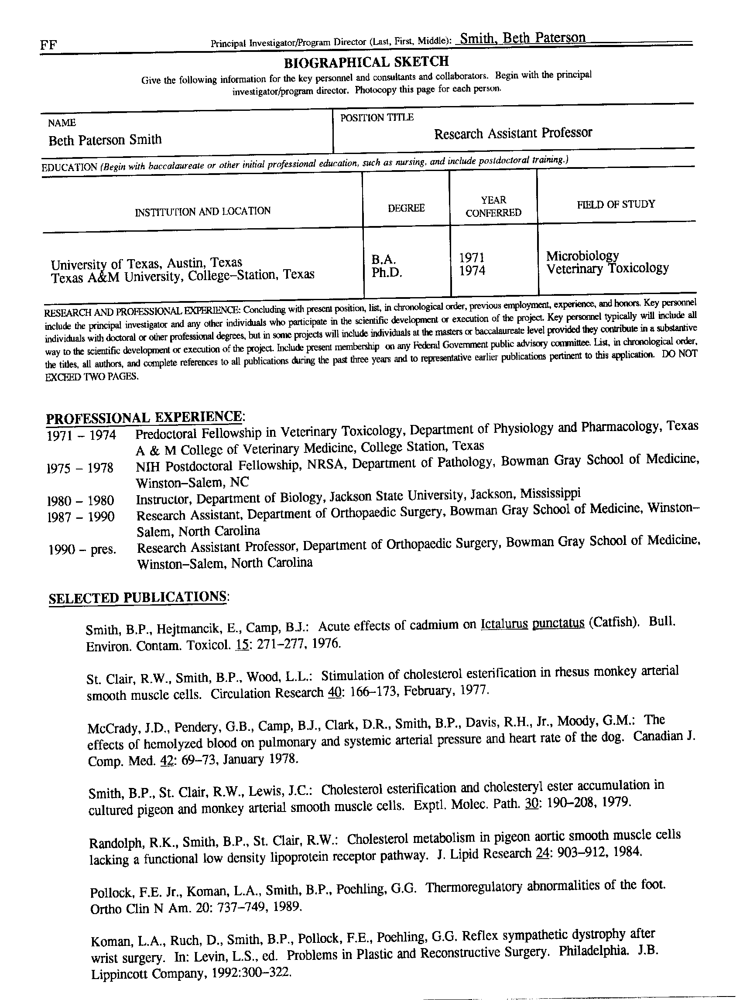 FF
Principal Investigator/Program Director (Last, First, Middle): Smith, Beth Paterson
BIOGRAPHICAL SKETCH
Give the following information for the key personnel and consultants and collaborators. Begin with the principal
investigator/program director. Photocopy this page for each person.
NAME
Beth Paterson Smith
POSITION TITLE
Research Assistant Professor
EDUCATION (Begin with baccalaureate or other initial professional education, such as nursing, and include postdoctoral training.)
INSTITUTION AND LOCATION DEGREE YEAR CONFERRED FIELD OF STUDY
University of Texas, Austin, Texas B.A. 1971 Microbiology
Texas A&M University, College-Station, Texas Ph.D. 1974 Veterinary Toxicology
RESEARCH AND PROFESSIONAL EXPERIENCE: Concluding with present position, list, in chronological order, previous employment, experience, and honors. Key personnel
include the principal investigator and any other individuals who participate in the scientific development or execution of the project. Key personnel typically will include all
individuals with doctoral or other professional degrees, but in some projects will include individuals at the masters or baccalaureate level provided they contribute in a substantive
way to the scientific development or execution of the project. Include present membership on any Federal Government public advisory committee. List, in chronological order,
the titles, all authors, and complete references to all publications during the past three years and to representative earlier publications pertinent to this application. DO NOT
EXCEED TWO PAGES.
PROFESSIONAL EXPERIENCE:
1971 – 1974 Predoctoral Fellowship in Veterinary Toxicology, Department of Physiology and Pharmacology, Texas
A & M College of Veterinary Medicine, College Station, Texas
1975 – 1978 NIH Postdoctoral Fellowship, NRSA, Department of Pathology, Bowman Gray School of Medicine,
Winston-Salem, NC
1980 – 1980 Instructor, Department of Biology, Jackson State University, Jackson, Mississippi
1987 – 1990 Research Assistant, Department of Orthopaedic Surgery, Bowman Gray School of Medicine, Winston-
Salem, North Carolina
1990 – pres. Research Assistant Professor, Department of Orthopaedic Surgery, Bowman Gray School of Medicine,
Winston-Salem, North Carolina
SELECTED PUBLICATIONS:
Smith, B.P., Hejtmancik, E., Camp, B.J.: Acute effects of cadmium on Ictalurus punctatus (Catfish). Bull.
Environ. Contam. Toxicol. 15: 271-277, 1976.
St. Clair, R.W., Smith, B.P., Wood, L.L.: Stimulation of cholesterol esterification in rhesus monkey arterial
smooth muscle cells. Circulation Research 40: 166-173, February, 1977.
McCrady, J.D., Pendery, G.B., Camp, B.J., Clark, D.R., Smith, B.P., Davis, R.H., Jr., Moody, G.M.: The
effects of hemolyzed blood on pulmonary and systemic arterial pressure and heart rate of the dog. Canadian J.
Comp. Med. 42: 69-73, January 1978.
Smith, B.P., St. Clair, R.W., Lewis, J.C.: Cholesterol esterification and cholesteryl ester accumulation in
cultured pigeon and monkey arterial smooth muscle cells. Exptl. Molec. Path. 30: 190-208, 1979.
Randolph, R.K., Smith, B.P., St. Clair, R.W.: Cholesterol metabolism in pigeon aortic smooth muscle cells
lacking a functional low density lipoprotein receptor pathway. J. Lipid Research 24: 903-912, 1984.
Pollock, F.E. Jr., Koman, L.A., Smith, B.P., Poehling, G.G. Thermoregulatory abnormalities of the foot.
Ortho Clin N Am. 20: 737-749, 1989.
Koman, L.A., Ruch, D., Smith, B.P., Pollock, F.E., Poehling, G.G. Reflex sympathetic dystrophy after
wrist surgery. In: Levin, L.S., ed. Problems in Plastic and Reconstructive Surgery. Philadelphia. J.B.
Lippincott Company, 1992:300-322.